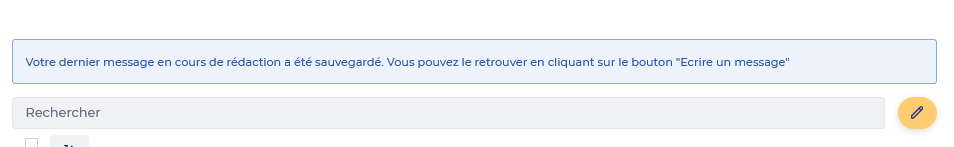 Votre dernier message en cours de rédaction a été sauvegardé. Vous pouvez le retrouver en cliquant sur le bouton "Ecrire un message"
Rechercher